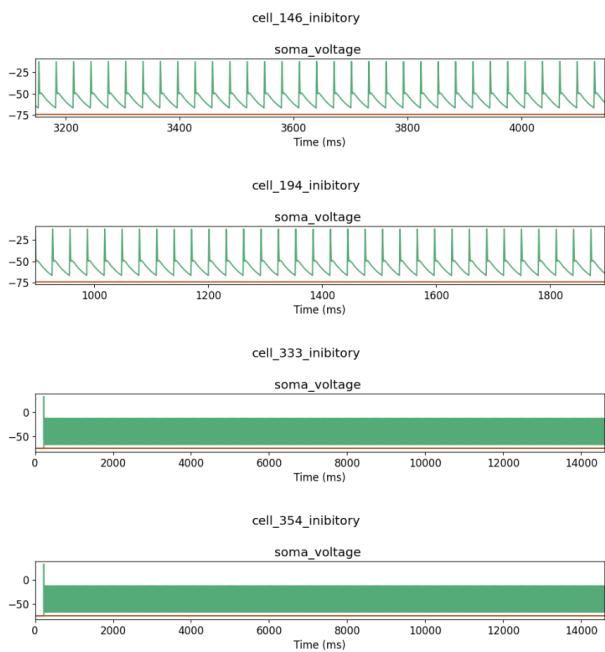 cell_146_inibitory
soma_voltage
−25
−50
−75
3200 3400 3600 3800 4000
Time (ms)
cell_194_inibitory
soma_voltage
−25
−50
−75
1000 1200 1400 1600 1800
Time (ms)
cell_333_inibitory
soma_voltage
0
−50
0 2000 4000 6000 8000 10000 12000 14000
Time (ms)
cell_354_inibitory
soma_voltage
0
−50
0 2000 4000 6000 8000 10000 12000 14000
Time (ms)